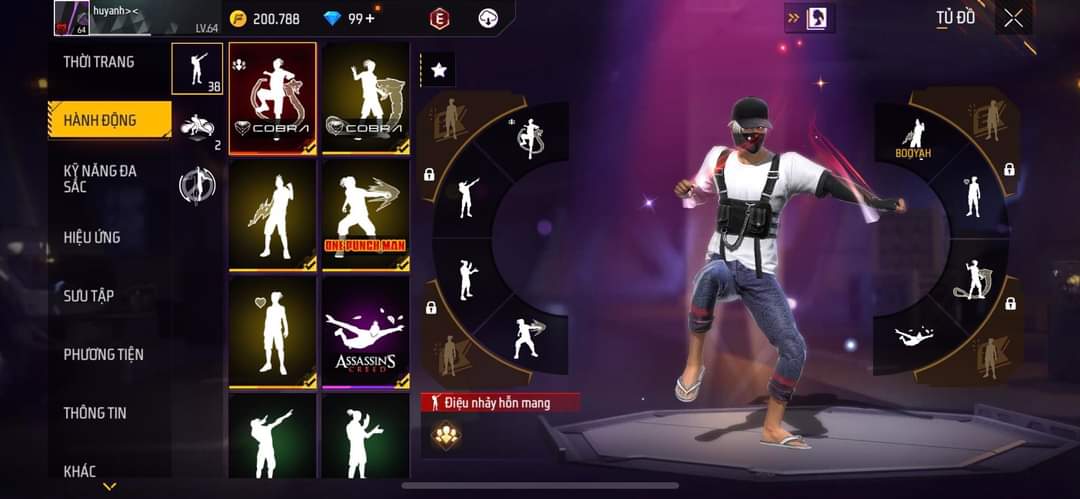 huyanh><
64
LV.64
200.788
99+
E
TỦ ĐỒ
THỜI TRANG
38
HÀNH ĐỘNG
2
KỸ NĂNG ĐA
SẮC
HIỆU ỨNG
SƯU TẬP
PHƯƠNG TIỆN
THÔNG TIN
KHÁC
COBRA
COBRA
ONE PUNCH MAN
ASSASSIN'S
CREED
BOOYAH
Điệu nhảy hỗn mang